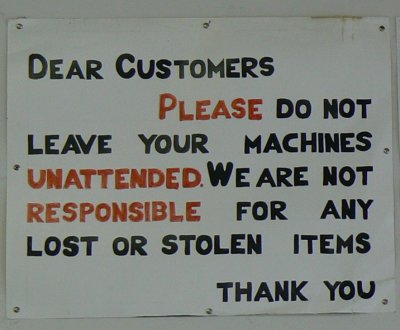 DEAR CUSTOMERS
PLEASE DO NOT
LEAVE YOUR MACHINES
UNATTENDED. WE ARE NOT
RESPONSIBLE FOR ANY
LOST OR STOLEN ITEMS
THANK YOU